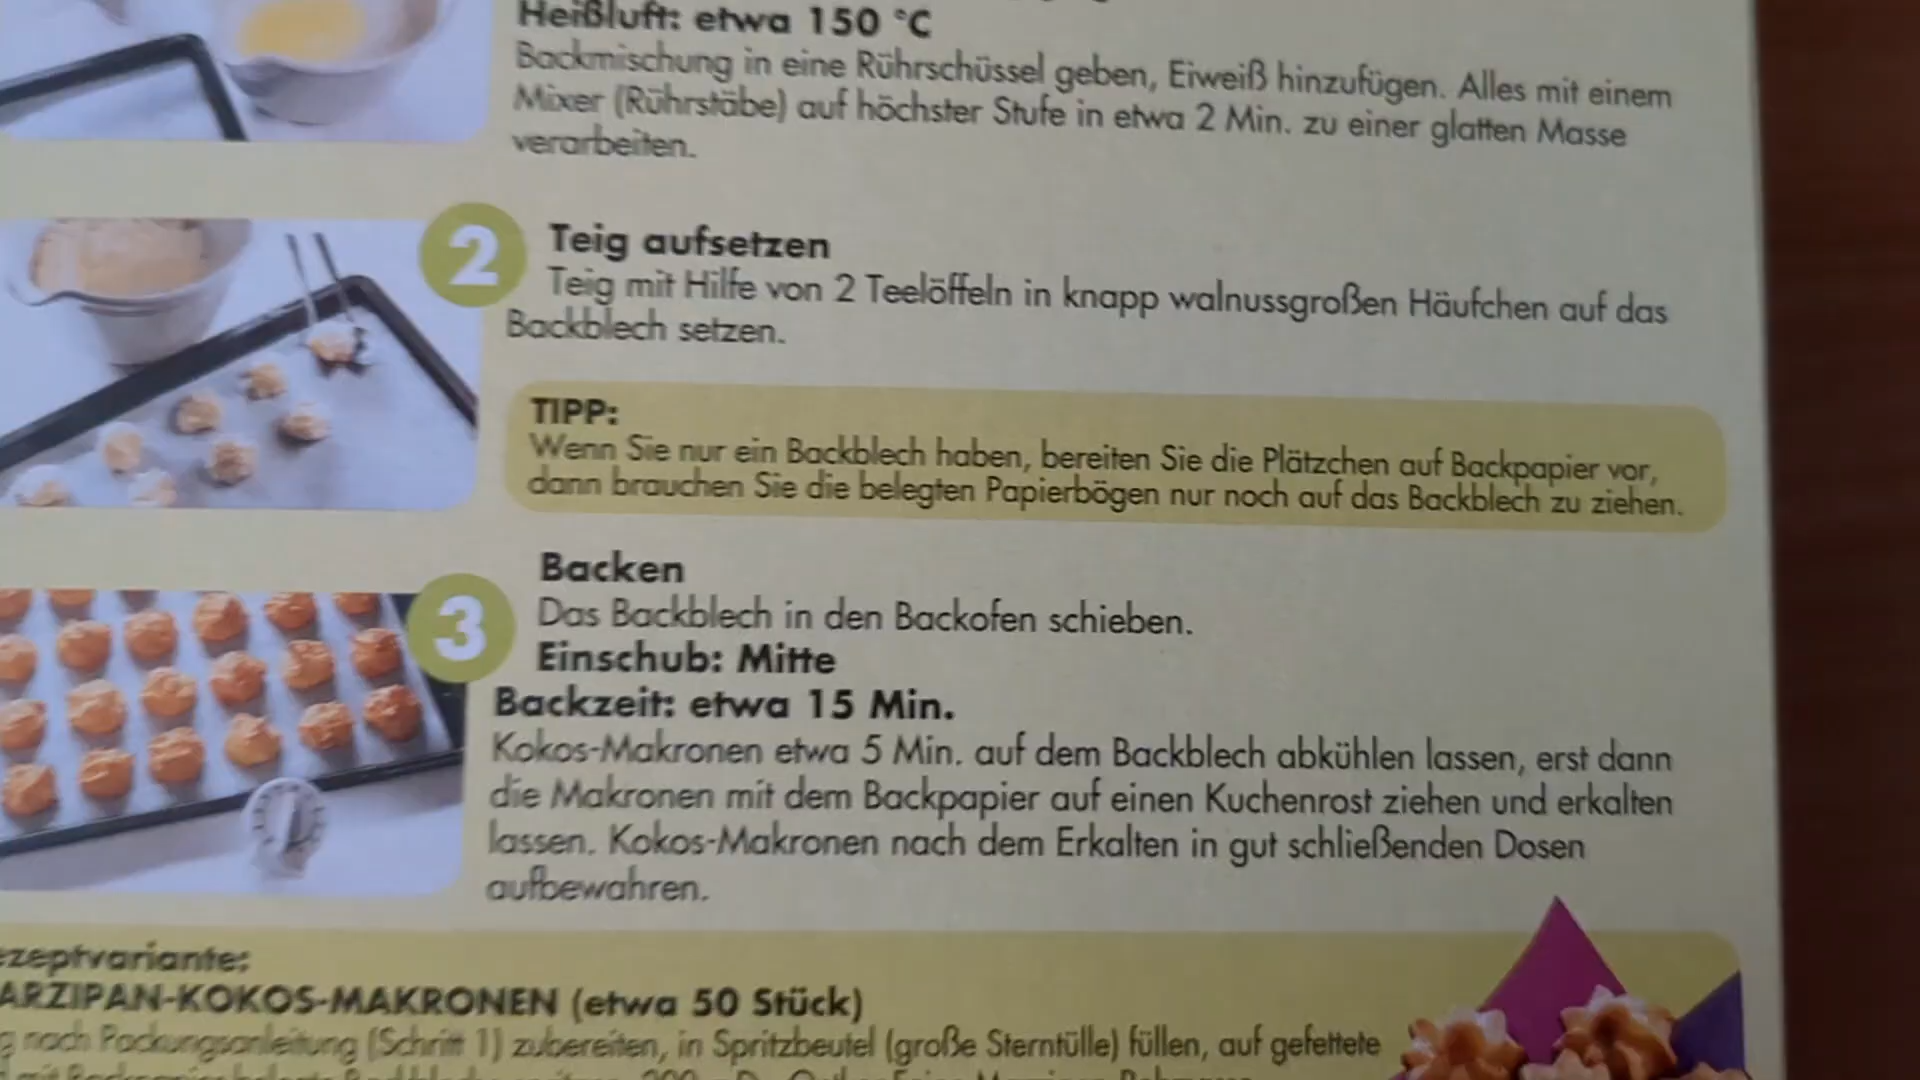 Heißluft: etwa 150 °C
Backmischung in eine Rührschüssel geben, Eiweiß hinzufügen. Alles mit einem
Mixer (Rührstäbe) auf höchster Stufe in etwa 2 Min. zu einer glatten Masse
verarbeiten.
2
Teig aufsetzen
Teig mit Hilfe von 2 Teelöffeln in knapp walnussgroßen Häufchen auf das
Backblech setzen.
TIPP:
Wenn Sie nur ein Backblech haben, bereiten Sie die Plätzchen auf Backpapier vor,
dann brauchen Sie die belegten Papierbögen nur noch auf das Backblech zu ziehen.
3
Backen
Das Backblech in den Backofen schieben.
Einschub: Mitte
Backzeit: etwa 15 Min.
Kokos-Makronen etwa 5 Min. auf dem Backblech abkühlen lassen, erst dann
die Makronen mit dem Backpapier auf einen Kuchenrost ziehen und erkalten
lassen. Kokos-Makronen nach dem Erkalten in gut schließenden Dosen
aufbewahren.
ezeptvariante:
ARZIPAN-KOKOS-MAKRONEN (etwa 50 Stück)
g nach Packungsanleitung (Schritt 1) zubereiten, in Spritzbeutel (große Sterntülle) füllen, auf gefettete